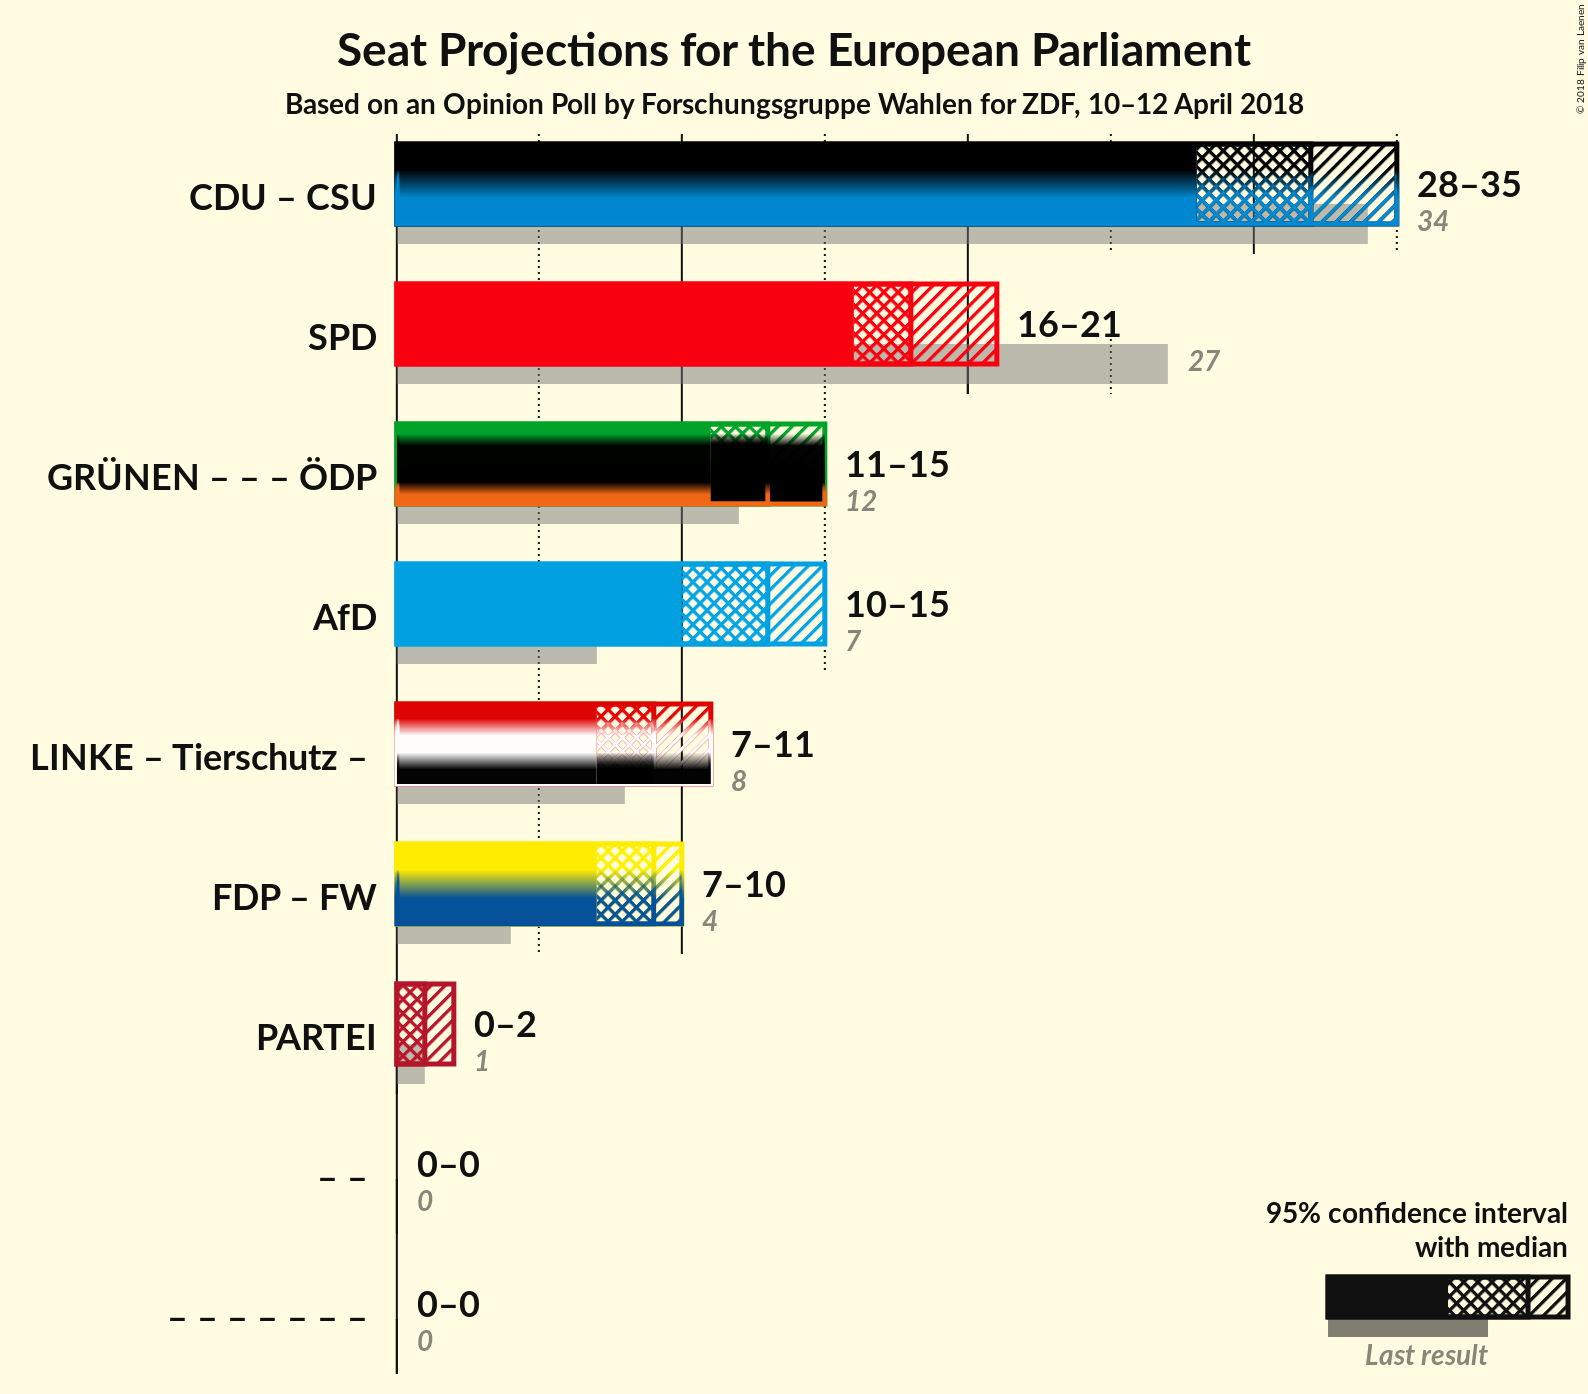 Seat Projections for the European Parliament
Based on an Opinion Poll by Forschungsgruppe Wahlen for ZDF, 10–12 April 2018
© 2018 Filip van Laenen
CDU – CSU
28–35
34
SPD
16–21
27
GRÜNEN – – – ÖDP
11–15
12
AfD
10–15
7
LINKE – Tierschutz –
7–11
8
FDP – FW
7–10
4
PARTEI
0–2
1
– –
0–0
0
– – – – – – –
0–0
0
95% confidence interval
with median
Last result